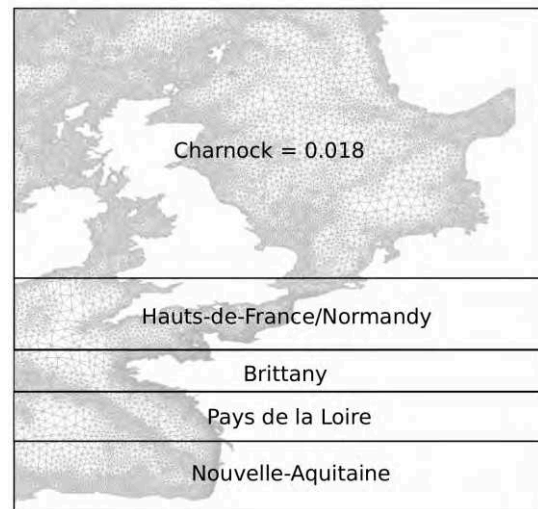 Charnock = 0.018
Hauts-de-France/Normandy
Brittany
Pays de la Loire
Nouvelle-Aquitaine